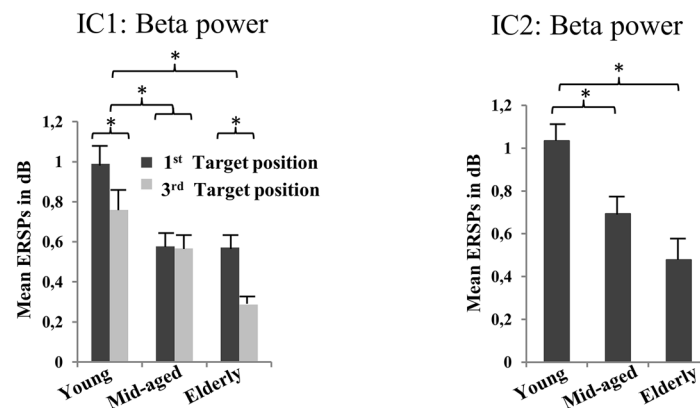 IC1: Beta power
*
*
*
*
1,2
1
0,8
0,6
0,4
0,2
0
Mean ERSPs in dB
1st Target position
3rd Target position
Young
Mid-aged
Elderly
IC2: Beta power
*
*
1,2
1
0,8
0,6
0,4
0,2
0
Mean ERSPs in dB
Young
Mid-aged
Elderly